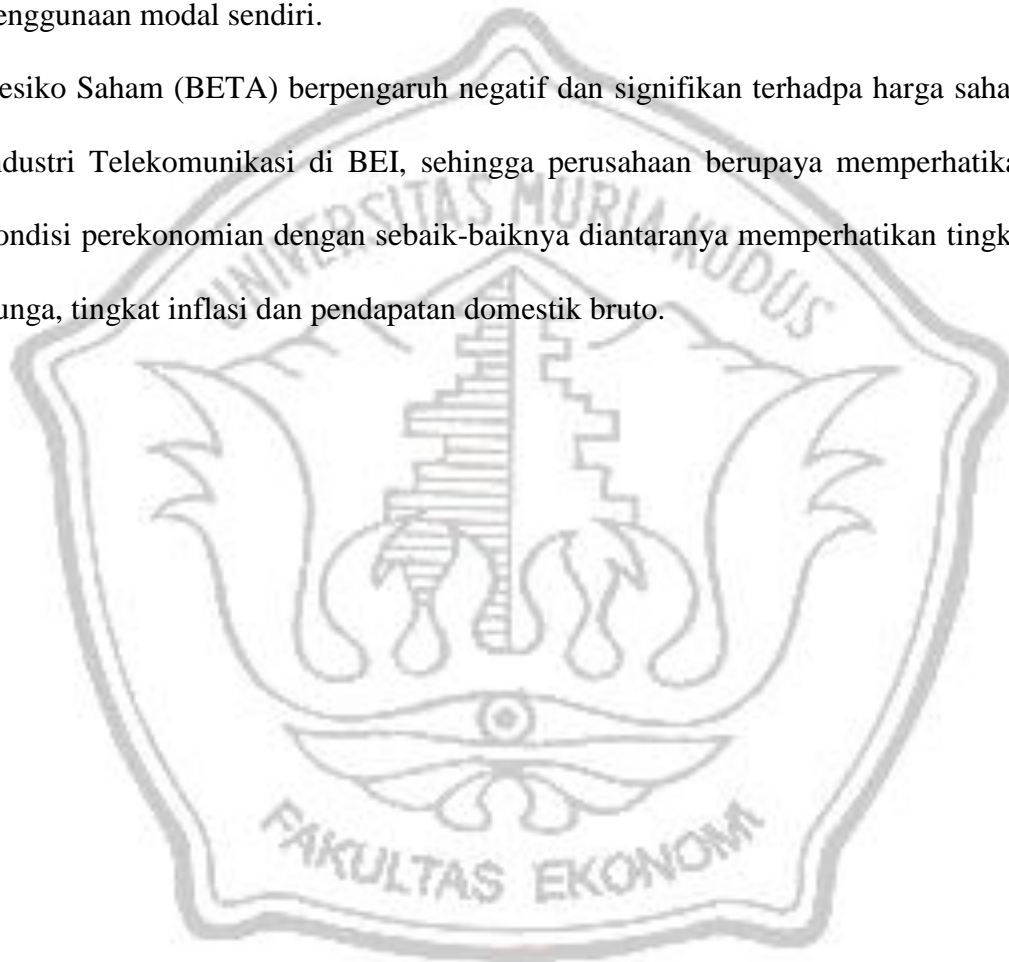 enggunaan modal sendiri.
esiko Saham (BETA) berpengaruh negatif dan signifikan terhadpa harga saha
ndustri Telekomunikasi di BEI, sehingga perusahaan berupaya memperhatika
ondisi perekonomian dengan sebaik-baiknya diantaranya memperhatikan tingk
unga, tingkat inflasi dan pendapatan domestik bruto.
UNIVERSITAS MURIA KUDUS
FAKULTAS EKONOMI